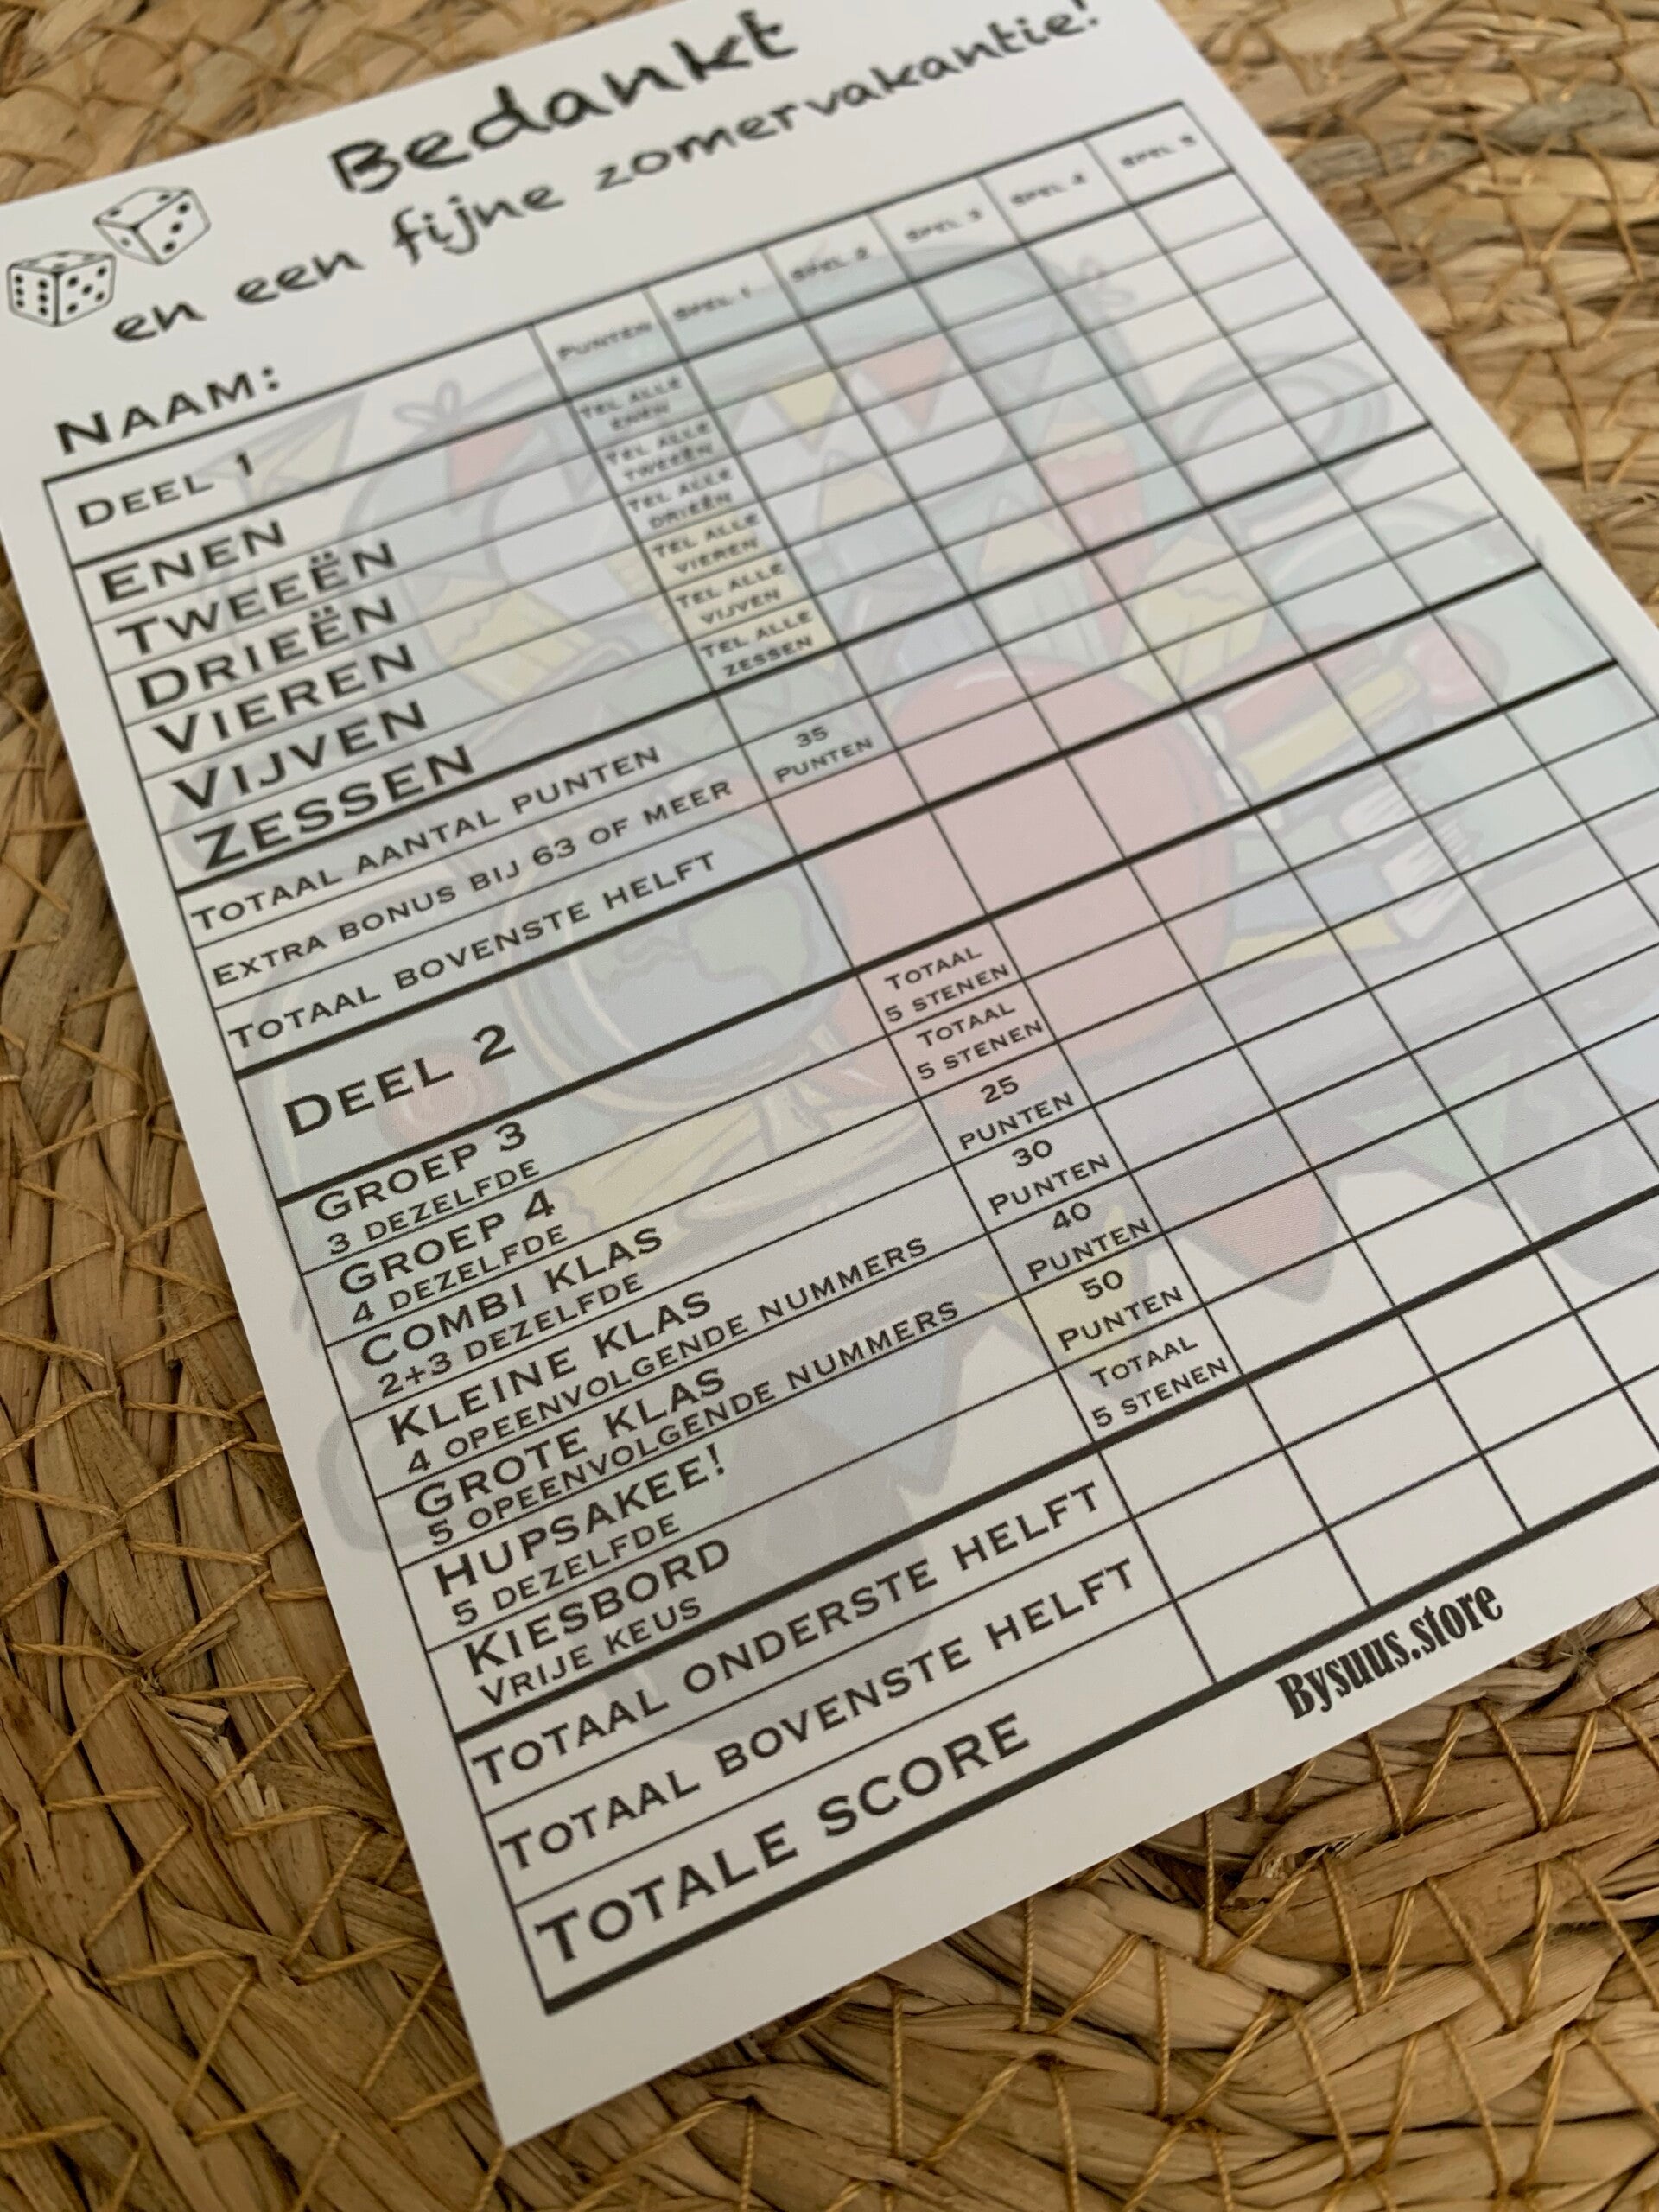 Bedankt
en een fijne zomervakantie!
NAAM:
DEEL 1 PUNTEN SPEL 1 SPEL 2 SPEL 3 SPEL 4 SPEL 5
ENEN TEL ALLE ENEN
TWEEËN TEL ALLE TWEEËN
DRIEËN TEL ALLE DRIEËN
VIEREN TEL ALLE VIEREN
VIJVEN TEL ALLE VIJVEN
ZESSEN TEL ALLE ZESSEN
TOTAAL AANTAL PUNTEN
EXTRA BONUS BIJ 63 OF MEER 35 PUNTEN
TOTAAL BOVENSTE HELFT
DEEL 2
GROEP 3 TOTAAL
3 DEZELFDE 5 STENEN
GROEP 4 TOTAAL
4 DEZELFDE 5 STENEN
COMBI KLAS 25
2+3 DEZELFDE PUNTEN
KLEINE KLAS 30
4 OPEENVOLGENDE NUMMERS PUNTEN
GROTE KLAS 40
5 OPEENVOLGENDE NUMMERS PUNTEN
HUPSAKEE! 50
5 DEZELFDE PUNTEN
KIESBORD TOTAAL
VRIJE KEUS 5 STENEN
TOTAAL ONDERSTE HELFT
TOTAAL BOVENSTE HELFT
TOTALE SCORE
Bysuus.store